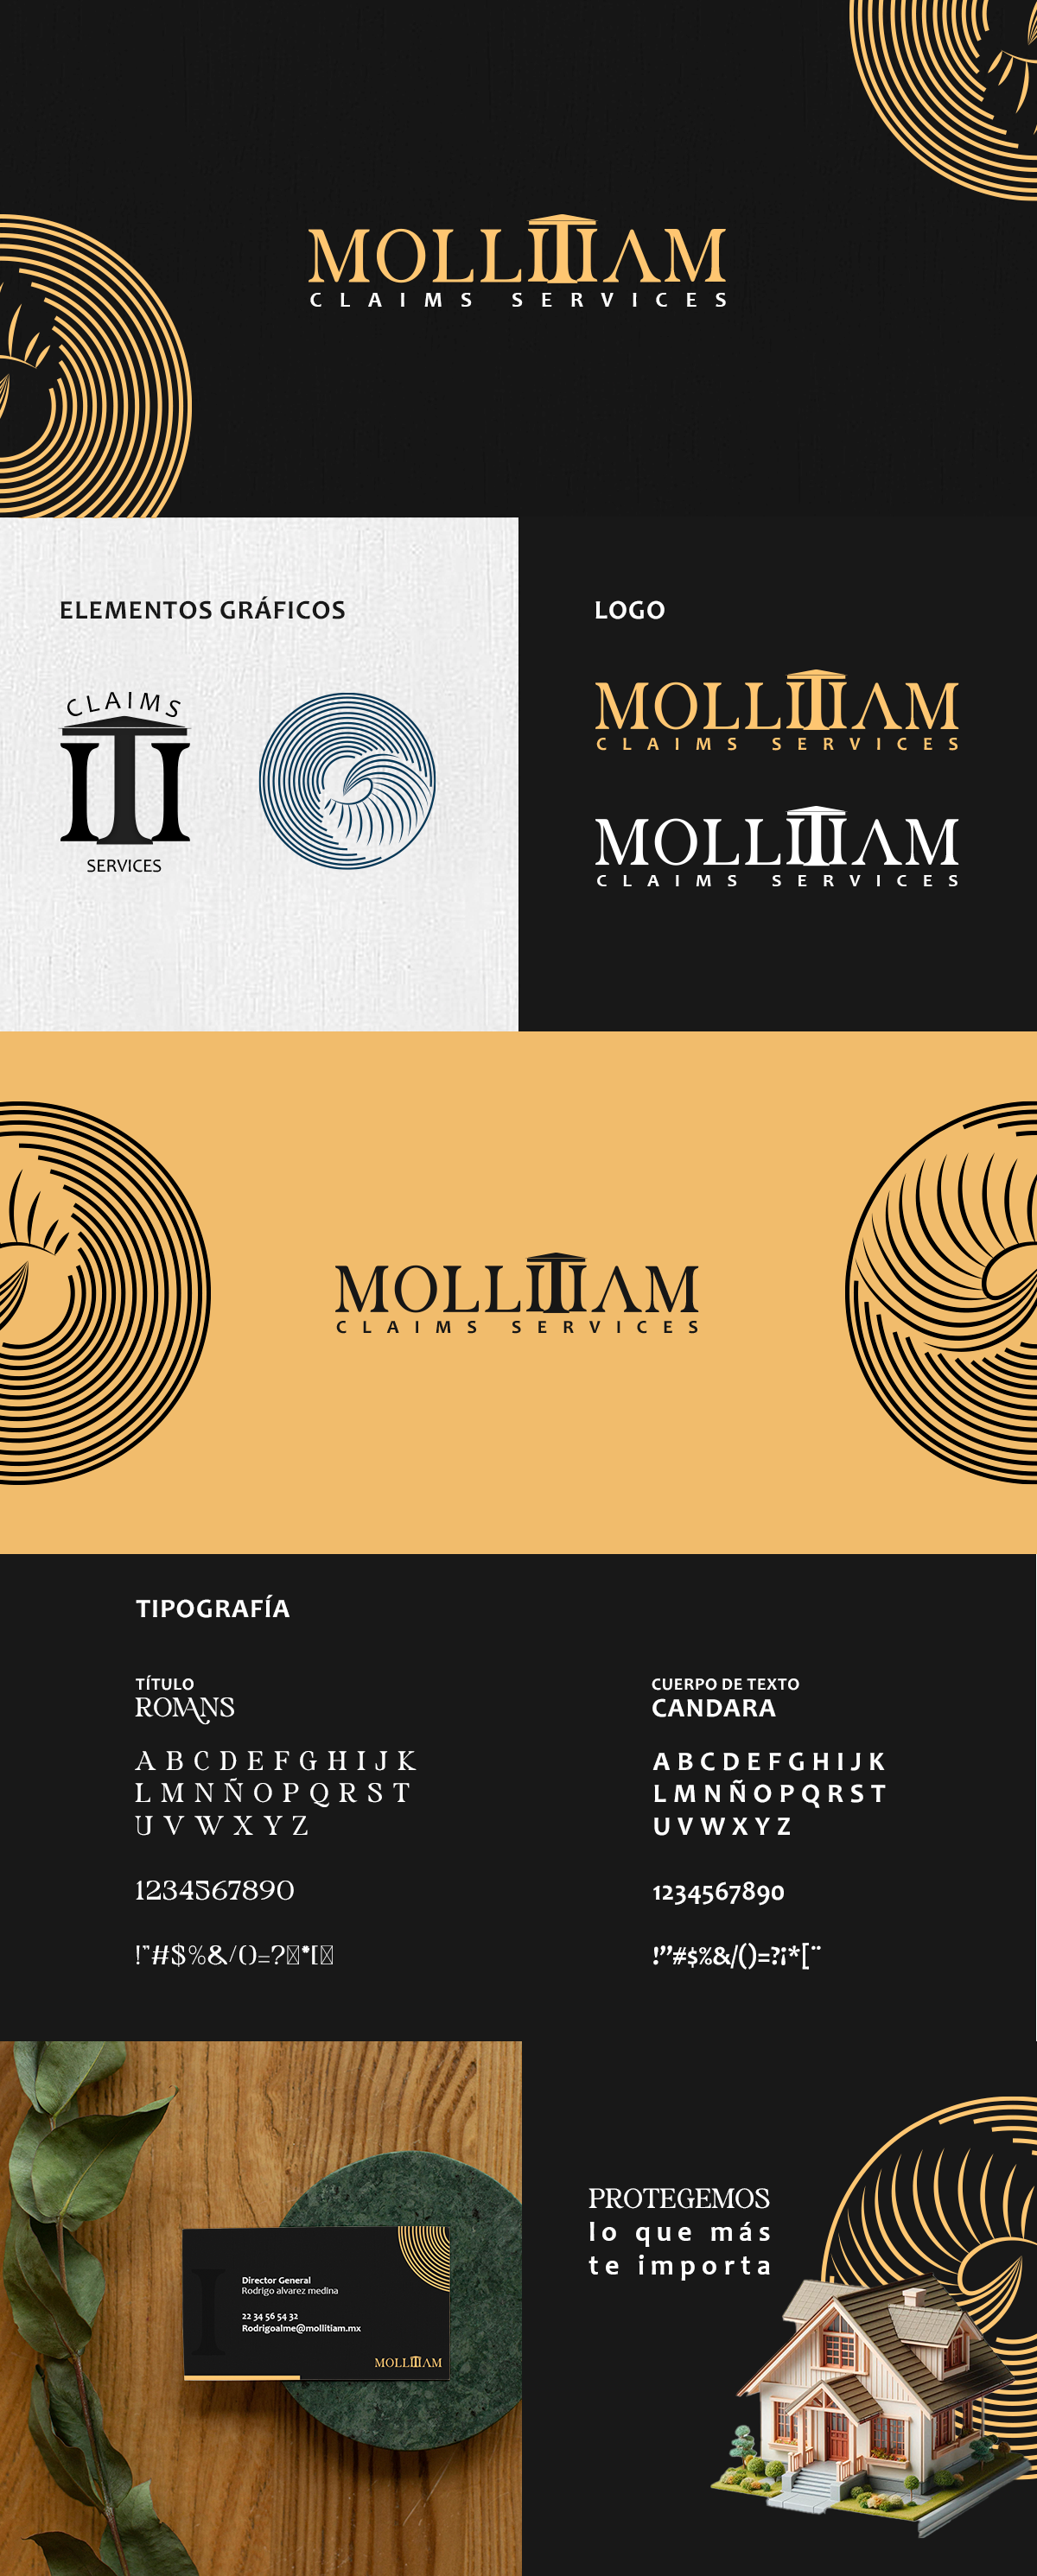 MOLLITIAM
CLAIMS SERVICES
ELEMENTOS GRÁFICOS
CLAIMS
ITI
SERVICES
LOGO
MOLLITIAM
CLAIMS SERVICES
MOLLITIAM
CLAIMS SERVICES
MOLLITIAM
CLAIMS SERVICES
TIPOGRAFÍA
TÍTULO
ROMANS
A B C D E F G H I J K
L M N Ñ O P Q R S T
U V W X Y Z
1234567890
!"#$%&/()=?*[
CUERPO DE TEXTO
CANDARA
A B C D E F G H I J K
L M N Ñ O P Q R S T
U V W X Y Z
1234567890
!”#$%&/()=?¡*[¨
Director General
Rodrigo alvarez medina
22 34 56 54 32
Rodrigoalme@mollitiam.mx
MOLLITIAM
PROTEGEMOS
lo que más
te importa